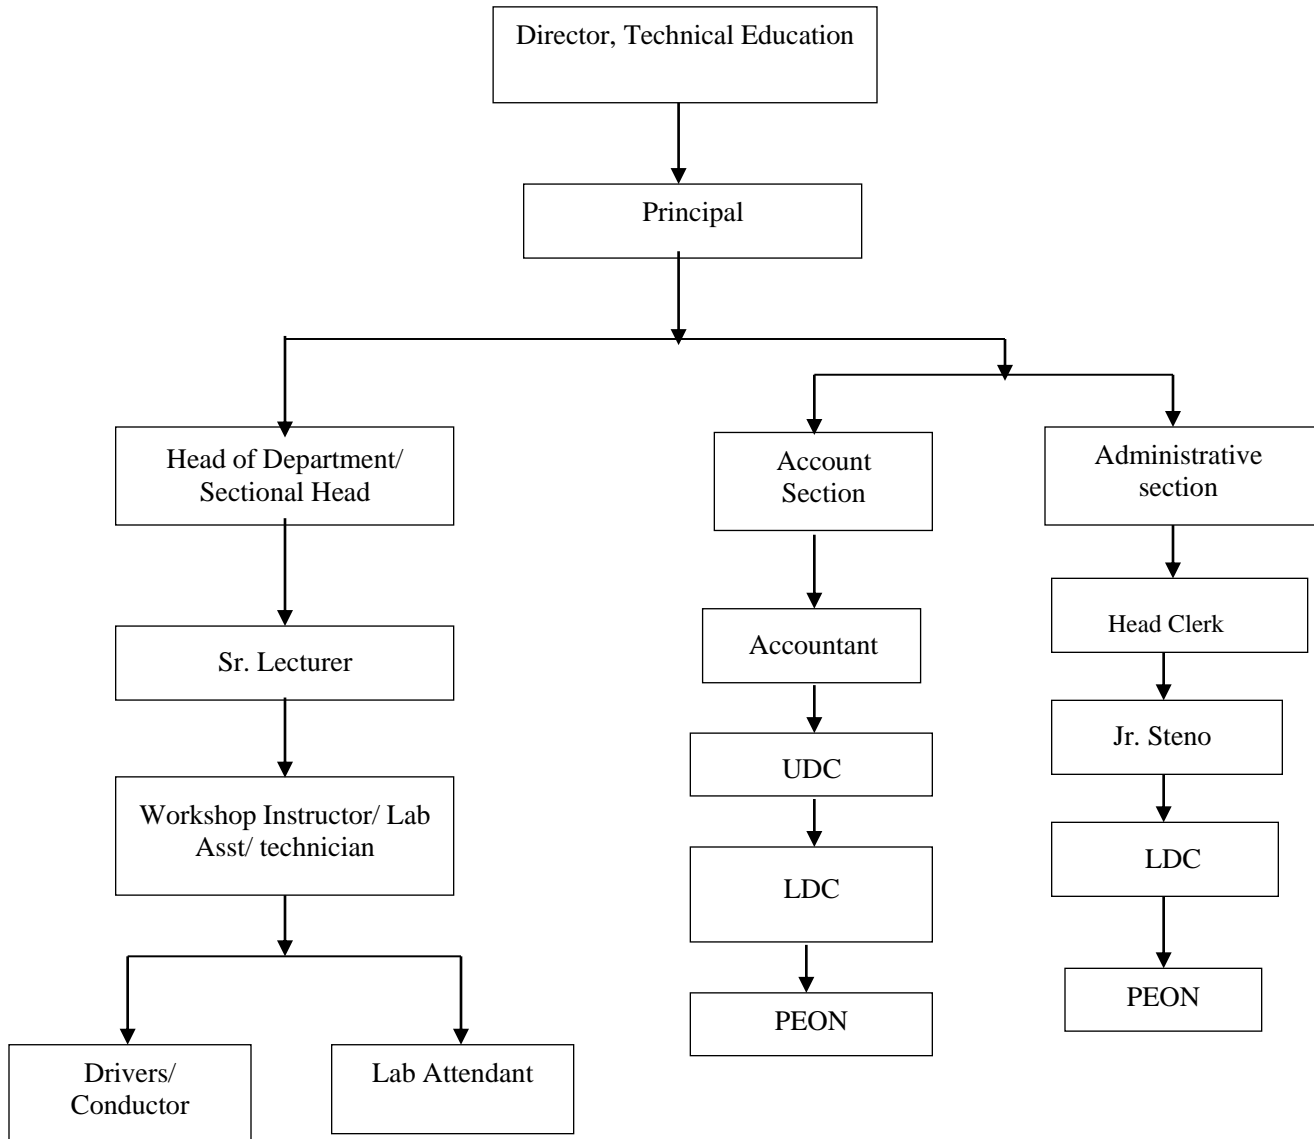 Director, Technical Education
Principal
Head of Department/
Sectional Head
Account
Section
Administrative
section
Head Clerk
Sr. Lecturer
Accountant
Jr. Steno
UDC
Workshop Instructor/ Lab
Asst/ technician
LDC
LDC
PEON
PEON
Drivers/
Conductor
Lab Attendant